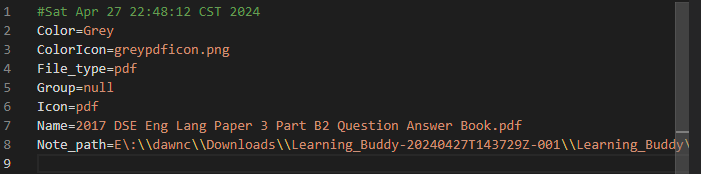 1 #Sat Apr 27 22:48:12 CST 2024
2 Color=Grey
3 ColorIcon=greypdficon.png
4 File_type=pdf
5 Group=null
6 Icon=pdf
7 Name=2017 DSE Eng Lang Paper 3 Part B2 Question Answer Book.pdf
8 Note_path=E\:\\dawnc\\Downloads\\Learning_Buddy-20240427T143729Z-001\\Learning_Buddy\
9